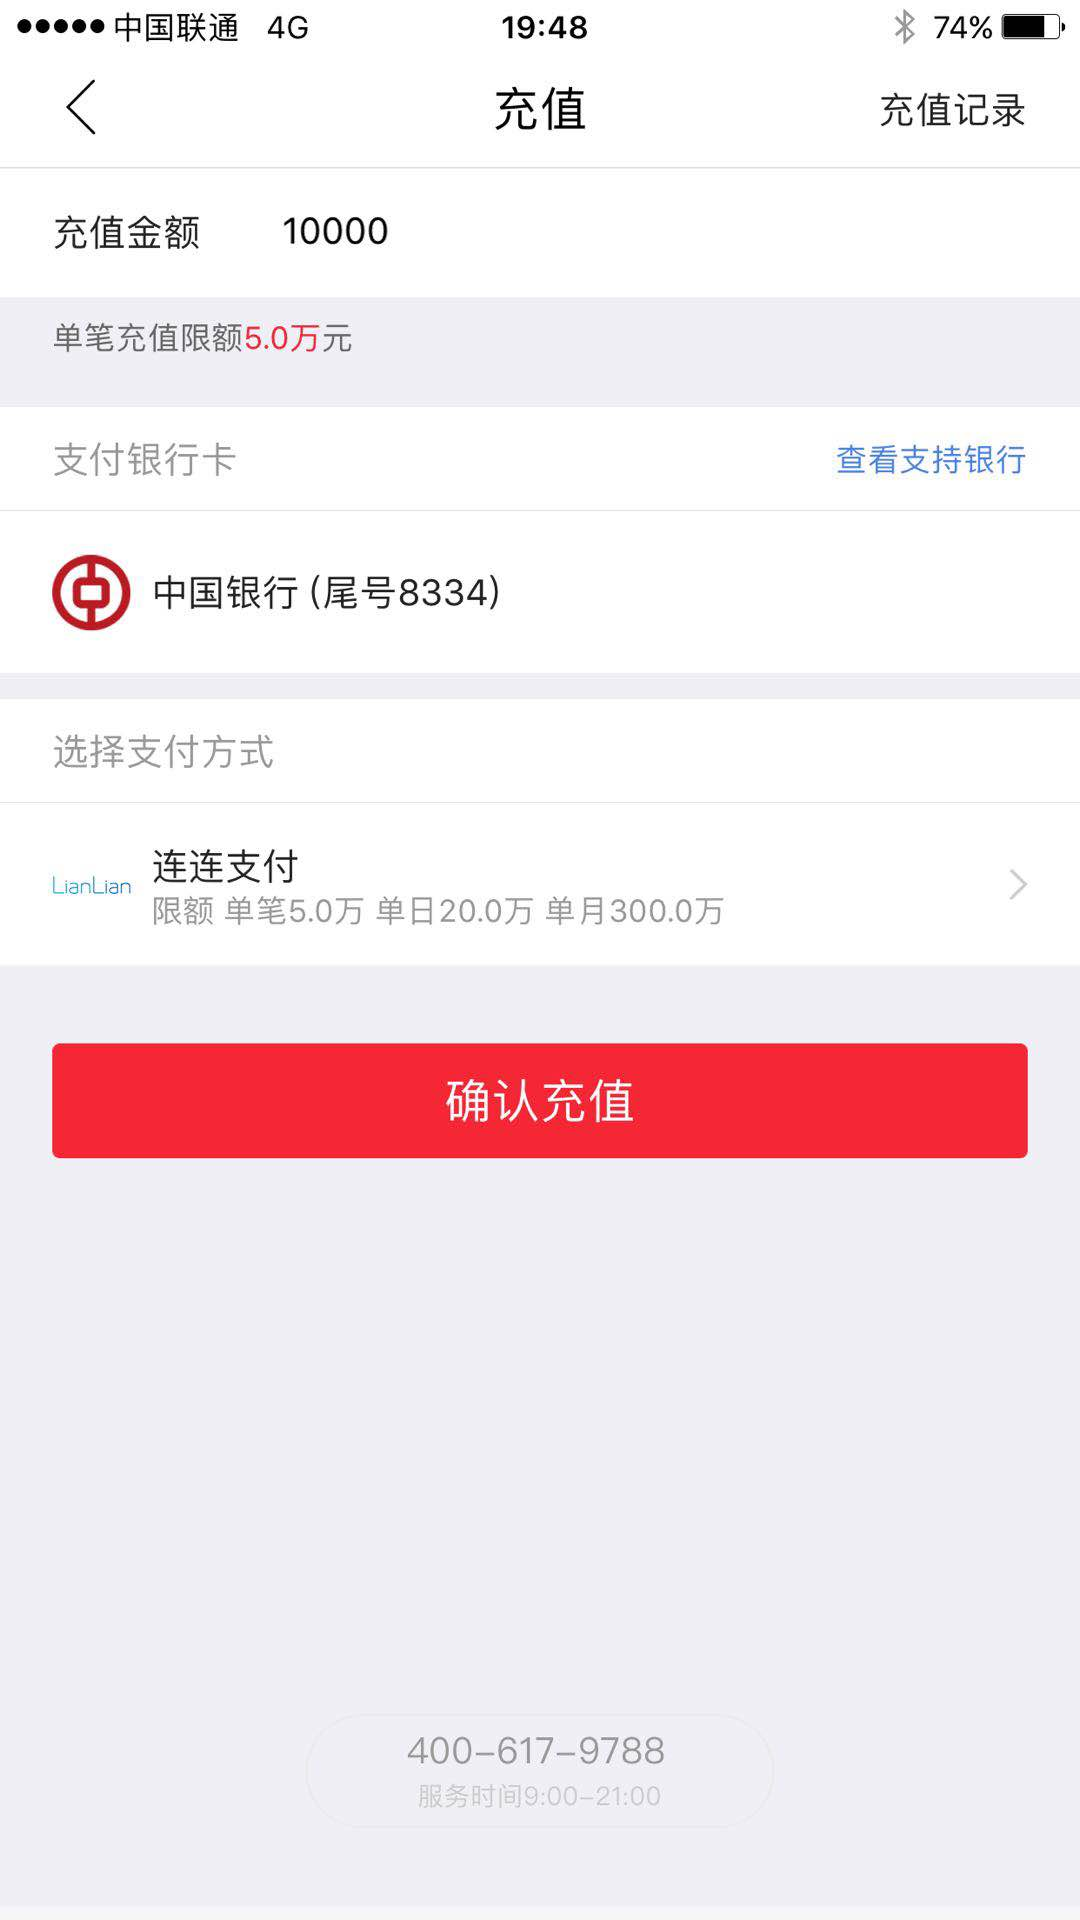 中国联通 4G 19:48 74%
充值 充值记录
充值金额 10000
单笔充值限额5.0万元
支付银行卡 查看支持银行
中国银行 (尾号8334)
选择支付方式
LianLian 连连支付
限额 单笔5.0万 单日20.0万 单月300.0万
确认充值
400-617-9788
服务时间9:00-21:00